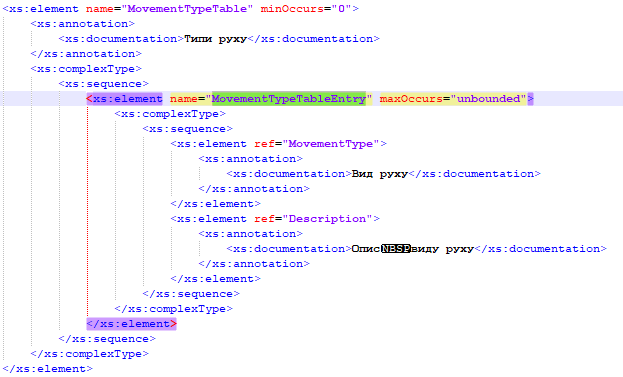 <xs:element name="MovementTypeTable" minOccurs="0">
<xs:annotation>
<xs:documentation>Типи руху</xs:documentation>
</xs:annotation>
<xs:complexType>
<xs:sequence>
<xs:element name="MovementTypeTableEntry" maxOccurs="unbounded">
<xs:complexType>
<xs:sequence>
<xs:element ref="MovementType">
<xs:annotation>
<xs:documentation>Вид руху</xs:documentation>
</xs:annotation>
</xs:element>
<xs:element ref="Description">
<xs:annotation>
<xs:documentation>ОписNBSPвиду руху</xs:documentation>
</xs:annotation>
</xs:element>
</xs:sequence>
</xs:complexType>
</xs:element>
</xs:sequence>
</xs:complexType>
</xs:element>